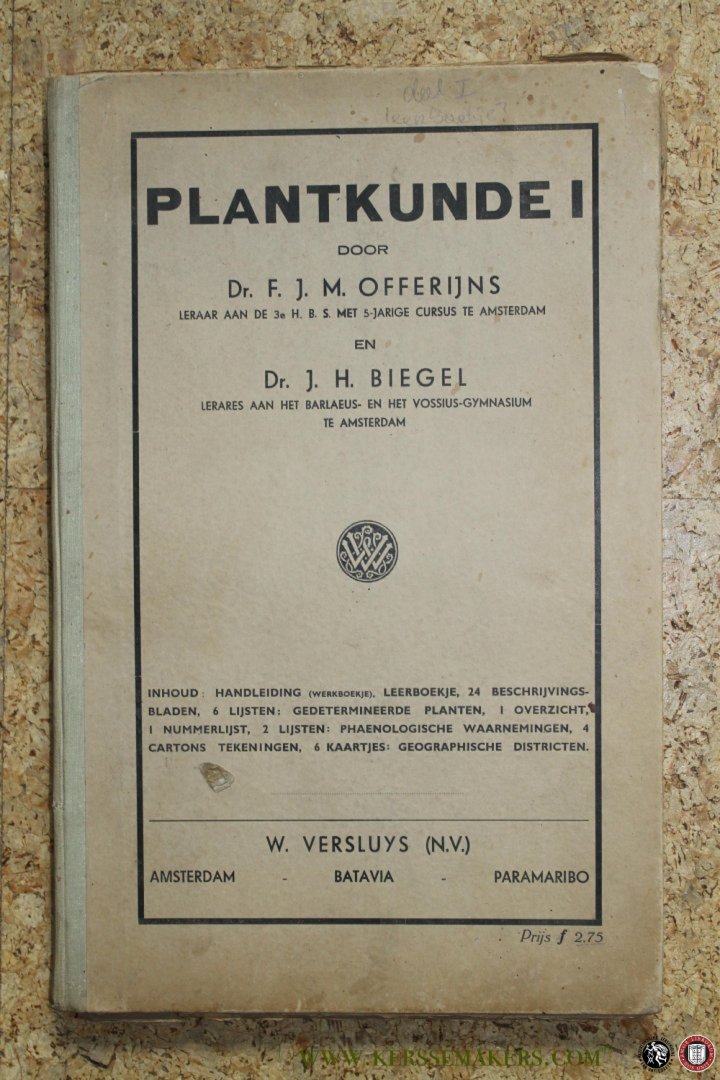 deel I
PLANTKUNDE I
DOOR
Dr. F. J. M. OFFERIJNS
LERAAR AAN DE 3e H. B. S. MET 5-JARIGE CURSUS TE AMSTERDAM
EN
Dr. J. H. BIEGEL
LERARES AAN HET BARLAEUS- EN HET VOSSIUS-GYMNASIUM
TE AMSTERDAM
INHOUD: HANDLEIDING (WERKBOEKJE), LEERBOEKJE, 24 BESCHRIJVINGS-
BLADEN, 6 LIJSTEN: GEDETERMINEERDE PLANTEN, 1 OVERZICHT,
1 NUMMERLIJST, 2 LIJSTEN: PHAENOLOGISCHE WAARNEMINGEN, 4
CARTONS TEKENINGEN, 6 KAARTJES: GEOGRAPHISCHE DISTRICTEN.
W. VERSLUYS (N.V.)
AMSTERDAM - BATAVIA - PARAMARIBO
Prijs f 2.75
WWW.KERSTEMAKERS.COM